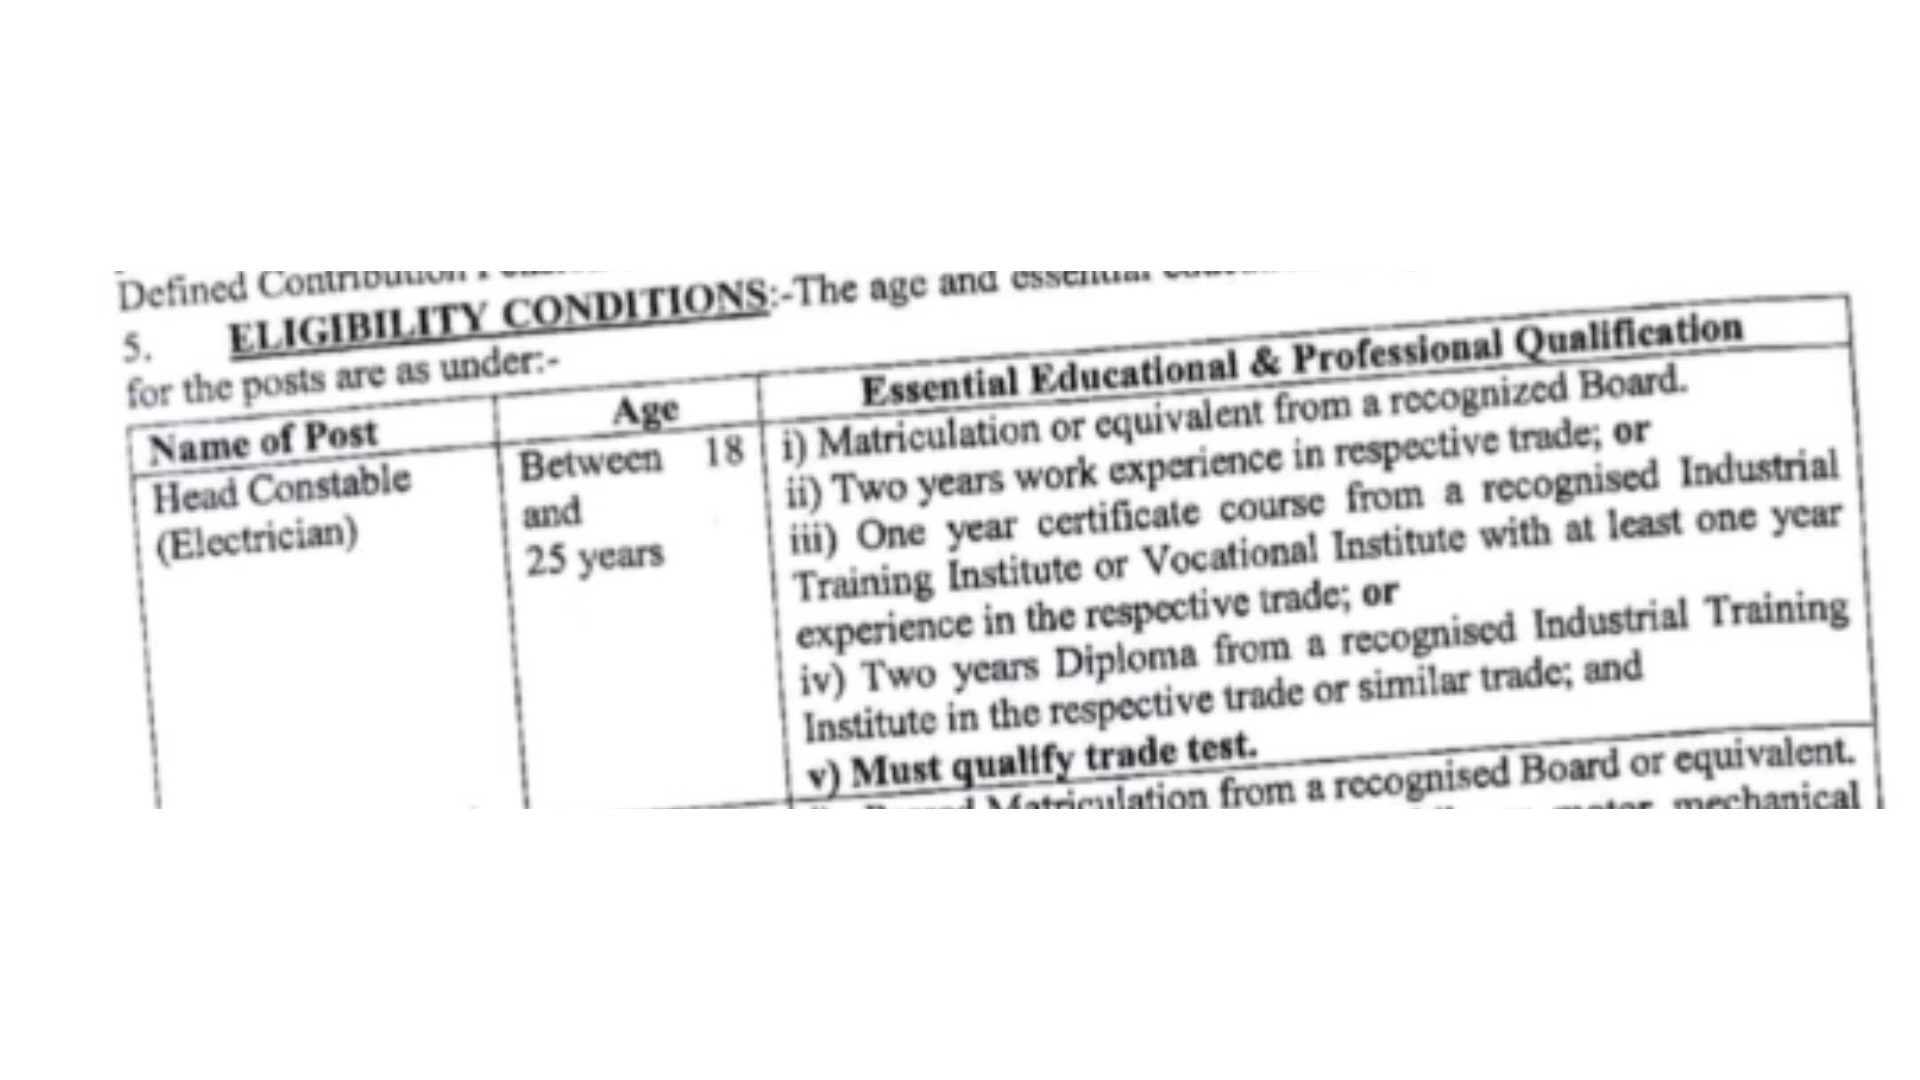 Defined Contribution
5. ELIGIBILITY CONDITIONS:-The age and essential
for the posts are as under:-
Name of Post Age Essential Educational & Professional Qualification
Head Constable
(Electrician)
Between 18
and
25 years
i) Matriculation or equivalent from a recognized Board.
ii) Two years work experience in respective trade; or
iii) One year certificate course from a recognised Industrial
Training Institute or Vocational Institute with at least one year
experience in the respective trade; or
iv) Two years Diploma from a recognised Industrial Training
Institute in the respective trade or similar trade; and
v) Must qualify trade test.
Matriculation from a recognised Board or equivalent.
motor mechanical